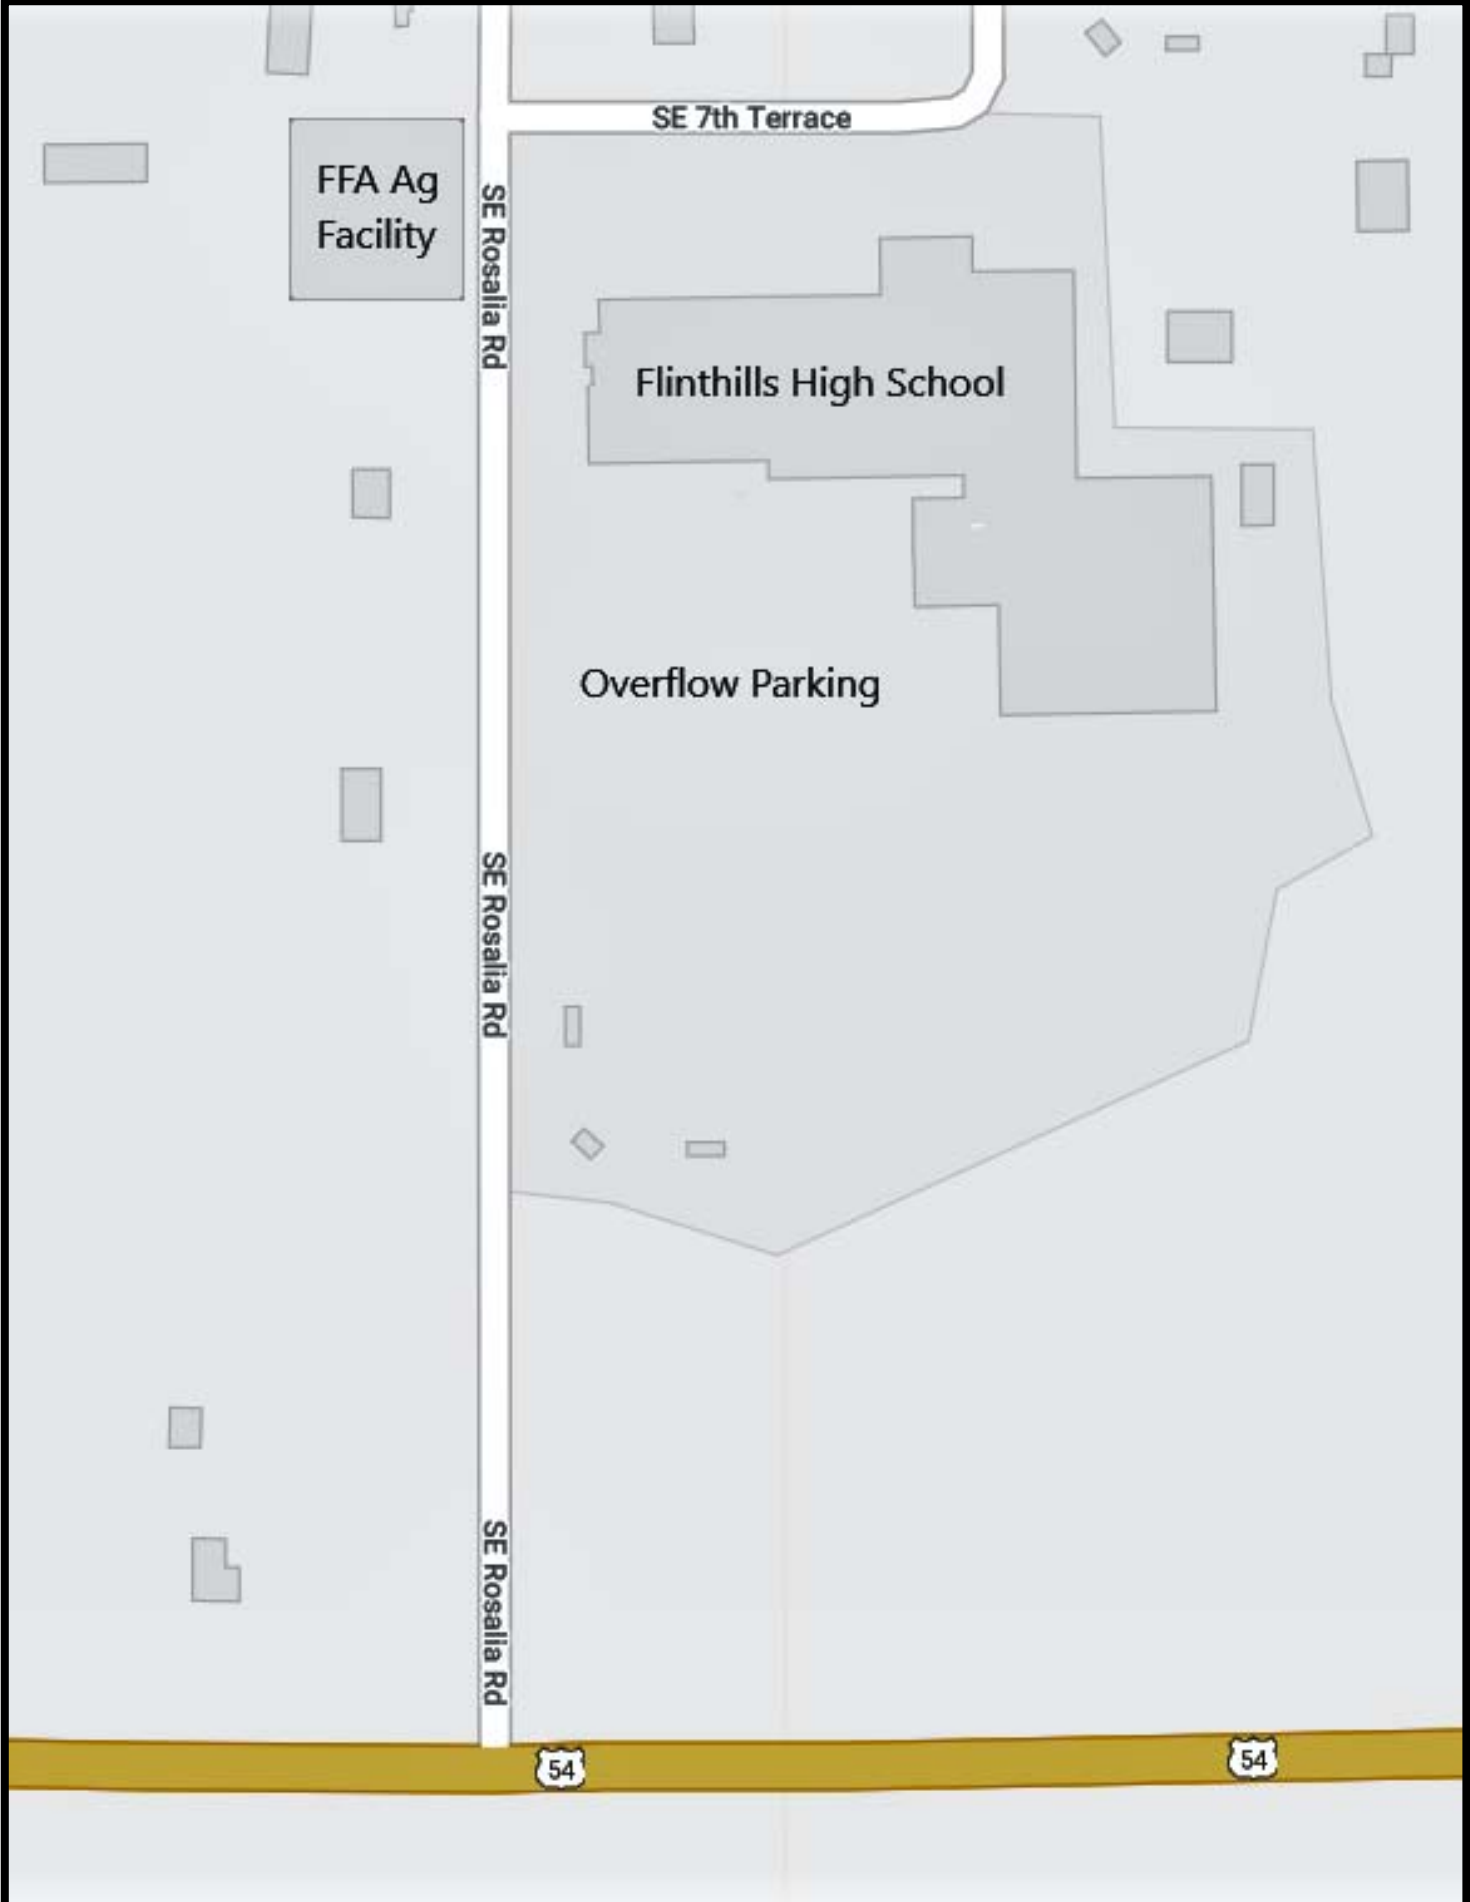 SE 7th Terrace
FFA Ag
Facility
SE Rosalia Rd
Flinthills High School
Overflow Parking
SE Rosalia Rd
SE Rosalia Rd
54
54